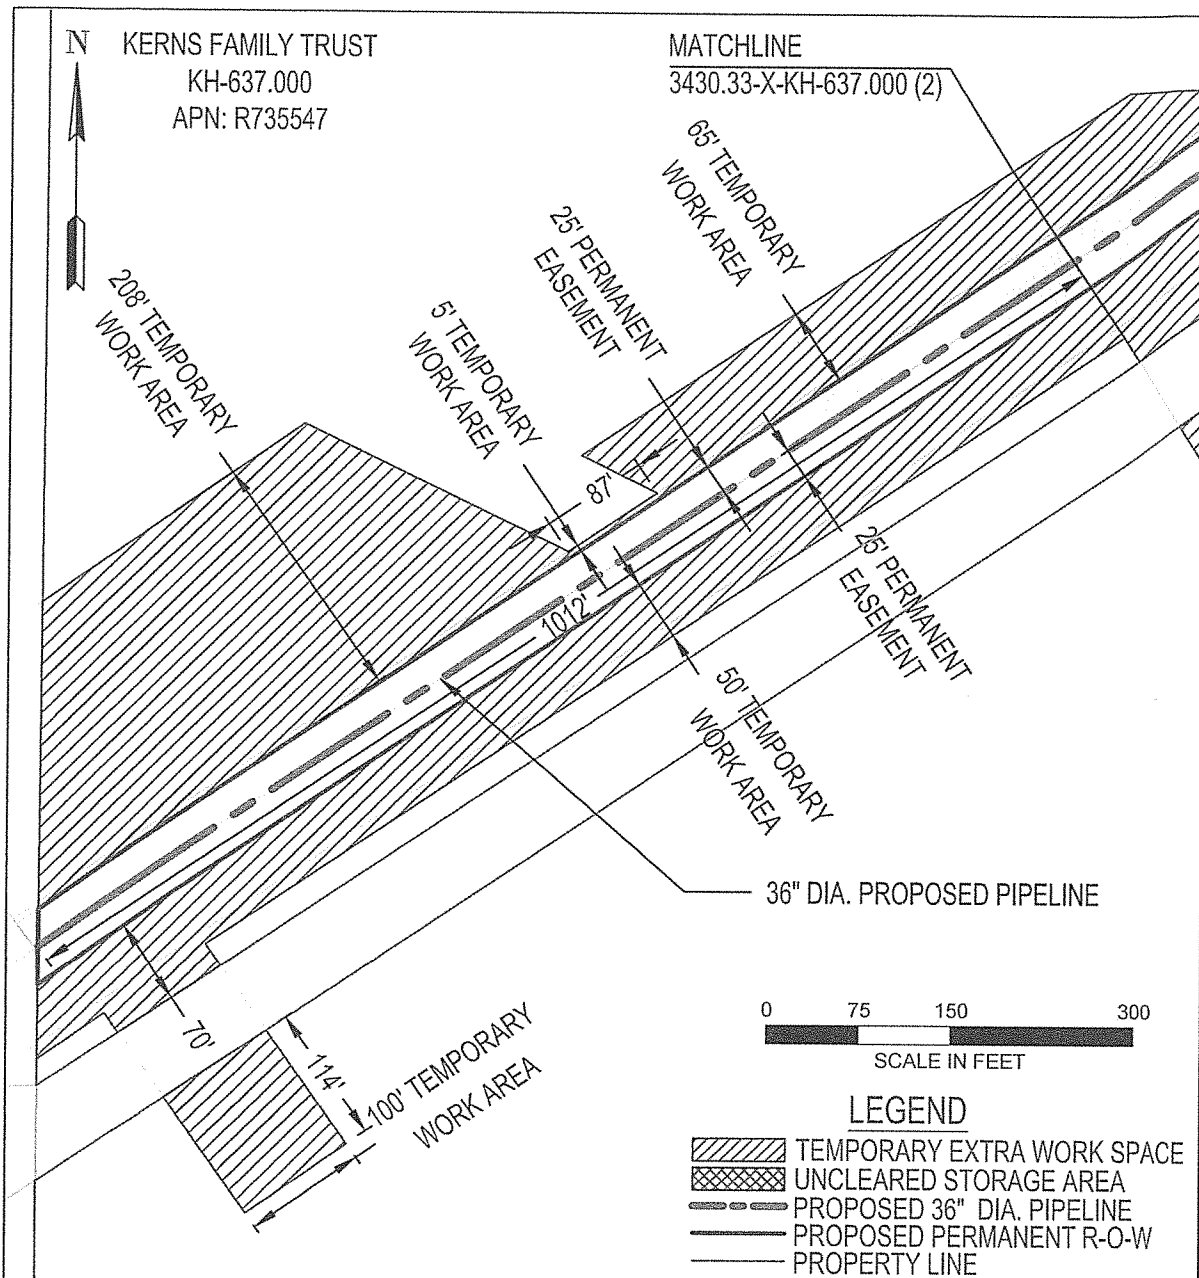 N
KERNS FAMILY TRUST
KH-637.000
APN: R735547
MATCHLINE
3430.33-X-KH-637.000 (2)
65' TEMPORARY
WORK AREA
25' PERMANENT
EASEMENT
5' TEMPORARY
WORK AREA
208' TEMPORARY
WORK AREA
87'
1012'
25' PERMANENT
EASEMENT
50' TEMPORARY
WORK AREA
36" DIA. PROPOSED PIPELINE
70'
114'
100' TEMPORARY
WORK AREA
0 75 150 300
SCALE IN FEET
LEGEND
TEMPORARY EXTRA WORK SPACE
UNCLEARED STORAGE AREA
PROPOSED 36" DIA. PIPELINE
PROPOSED PERMANENT R-O-W
PROPERTY LINE